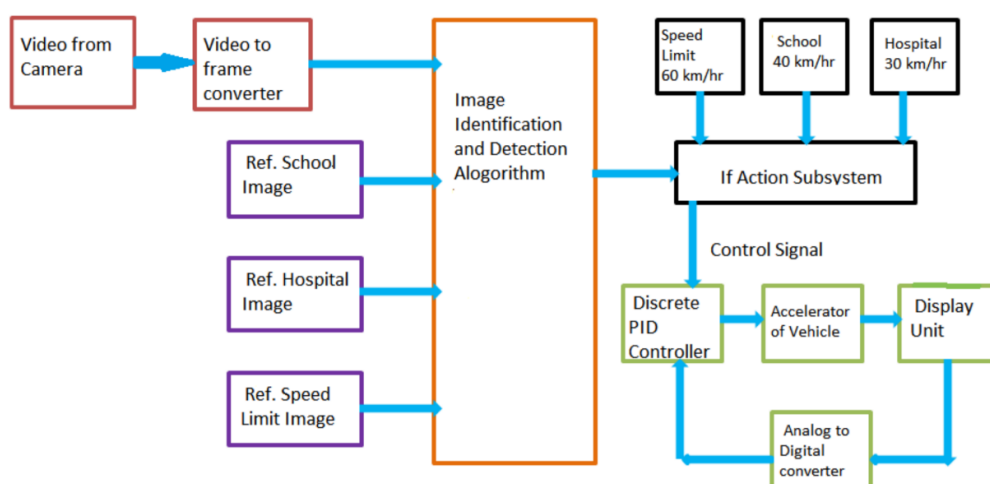 Video from
Camera
Video to
frame
converter
Image
Identification
and Detection
Alogorithm
Ref. School
Image
Ref. Hospital
Image
Ref. Speed
Limit Image
Speed
Limit
60 km/hr
School
40 km/hr
Hospital
30 km/hr
If Action Subsystem
Control Signal
Discrete
PID
Controller
Accelerator
of Vehicle
Display
Unit
Analog to
Digital
converter